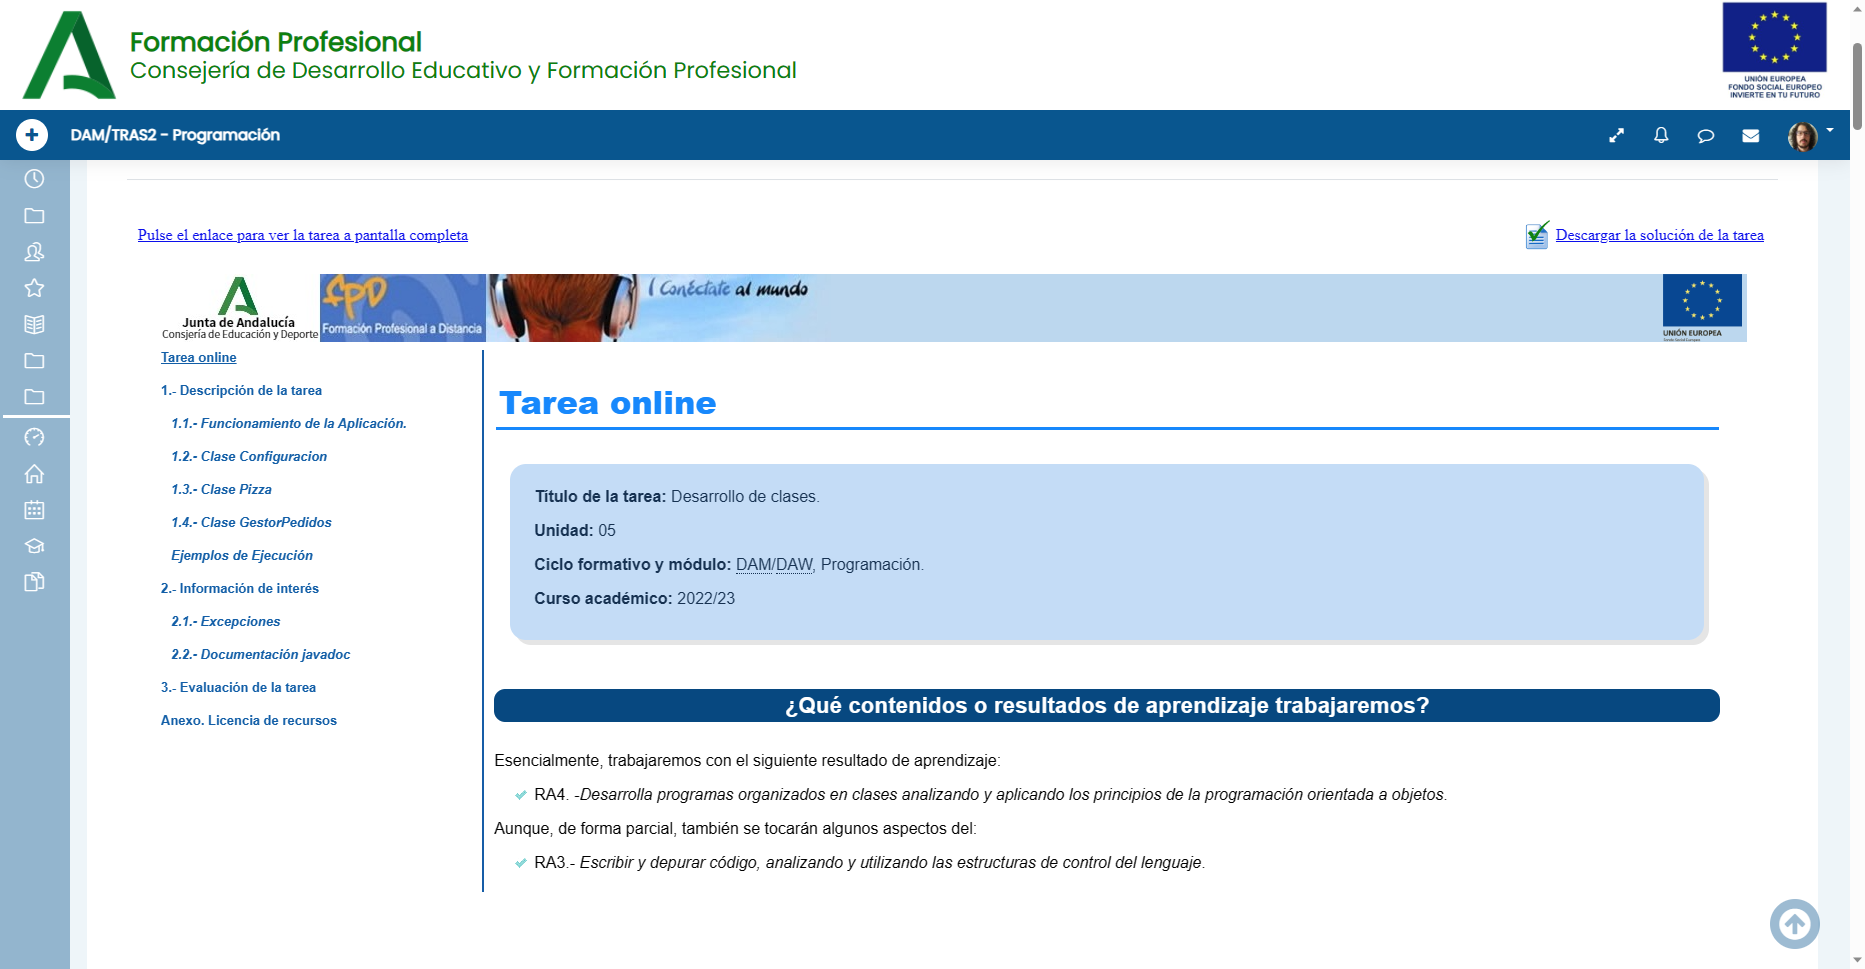 Formación Profesional
Consejería de Desarrollo Educativo y Formación Profesional
UNIÓN EUROPEA
FONDO SOCIAL EUROPEO
INVIERTE EN TU FUTURO
DAM/TRAS2 - Programación
Pulse el enlace para ver la tarea a pantalla completa
Descargar la solución de la tarea
Junta de Andalucía
Consjería de Educación y Deporte
fpD
Formación Profesional a Distancia
Conéctate al mundo
UNIÓN EUROPEA
Fondo Social Europeo
Tarea online
1.- Descripción de la tarea
1.1.- Funcionamiento de la Aplicación.
1.2.- Clase Configuracion
1.3.- Clase Pizza
1.4.- Clase GestorPedidos
Ejemplos de Ejecución
2.- Información de interés
2.1.- Excepciones
2.2.- Documentación javadoc
3.- Evaluación de la tarea
Anexo. Licencia de recursos
Tarea online
Título de la tarea: Desarrollo de clases.
Unidad: 05
Ciclo formativo y módulo: DAM/DAW, Programación.
Curso académico: 2022/23
¿Qué contenidos o resultados de aprendizaje trabajaremos?
Esencialmente, trabajaremos con el siguiente resultado de aprendizaje:
RA4. -Desarrolla programas organizados en clases analizando y aplicando los principios de la programación orientada a objetos.
Aunque, de forma parcial, también se tocarán algunos aspectos del:
RA3.- Escribir y depurar código, analizando y utilizando las estructuras de control del lenguaje.